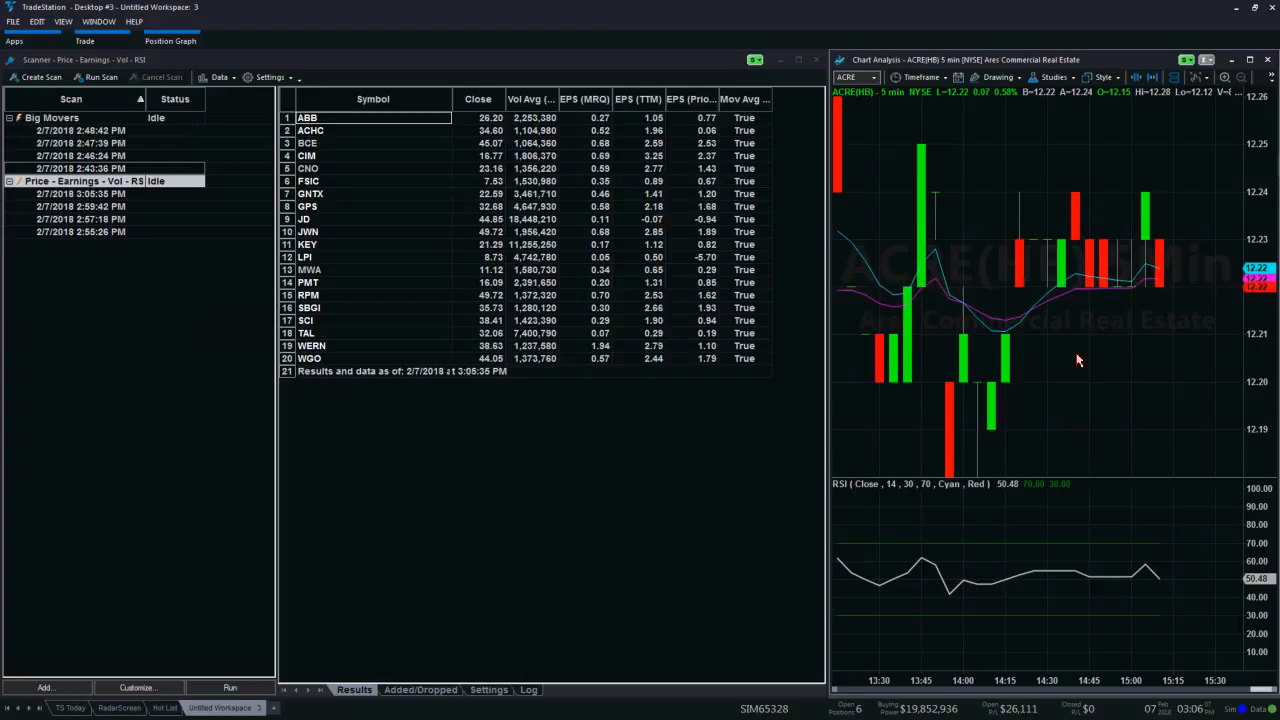 TradeStation - Desktop #3 - Untitled Workspace: 3
FILE EDIT VIEW WINDOW HELP
Apps Trade Position Graph
Scanner - Price - Earnings - Vol - RSI
Create Scan Run Scan Cancel Scan Data Settings
Scan Status
Big Movers Idle
2/7/2018 2:48:42 PM
2/7/2018 2:47:39 PM
2/7/2018 2:46:24 PM
2/7/2018 2:43:36 PM
Price - Earnings - Vol - RS Idle
2/7/2018 3:05:35 PM
2/7/2018 2:59:42 PM
2/7/2018 2:57:18 PM
2/7/2018 2:55:26 PM
Add... Customize... Run
Symbol Close Vol Avg (... EPS (MRQ) EPS (TTM) EPS (Prio... Mov Avg ...
1 ABB 26.20 2,253,380 0.27 1.05 0.77 True
2 ACHC 34.60 1,104,980 0.52 1.96 0.06 True
3 BCE 45.07 1,064,360 0.68 2.59 2.53 True
4 CIM 16.77 1,806,370 0.69 3.25 2.37 True
5 CNO 23.16 1,356,220 0.59 2.77 1.43 True
6 FSIC 7.53 1,530,980 0.35 0.89 0.67 True
7 GNTX 22.59 3,461,710 0.46 1.41 1.20 True
8 GPS 32.68 4,647,930 0.58 2.18 1.68 True
9 JD 44.85 18,448,210 0.11 -0.07 -0.94 True
10 JWN 49.72 1,956,420 0.68 2.85 1.89 True
11 KEY 21.29 11,255,250 0.17 1.12 0.82 True
12 LPI 8.73 4,742,780 0.05 0.50 -5.70 True
13 MWA 11.12 1,580,730 0.34 0.65 0.29 True
14 PMT 16.09 2,391,650 0.20 1.31 0.85 True
15 RPM 49.72 1,372,320 0.70 2.53 1.62 True
16 SBGI 35.73 1,280,120 0.30 2.66 1.93 True
17 SCI 38.41 1,423,390 0.29 1.90 0.94 True
18 TAL 32.06 7,400,790 0.07 0.29 0.19 True
19 WERN 38.63 1,237,580 1.94 2.79 1.10 True
20 WGO 44.05 1,373,760 0.57 2.44 1.79 True
21 Results and data as of: 2/7/2018 at 3:05:35 PM
Results Added/Dropped Settings Log
Chart Analysis - ACRE(HB) 5 min [NYSE] Ares Commercial Real Estate
ACRE Timeframe Drawing Studies Style
ACRE(HB) - 5 min NYSE L=12.22 0.07 0.58% B=12.22 A=12.24 O=12.15 Hi=12.28 Lo=12.12 V=
12.26
12.25
12.24
12.23
12.22
12.22
12.22
12.21
12.20
12.19
ACRE(HB) 5 Min
Ares Commercial Real Estate
RSI ( Close , 14 , 30 , 70 , Cyan , Red ) 50.48 70.00 30.00
100.00
90.00
80.00
70.00
60.00
50.48
40.00
30.00
20.00
10.00
13:30 13:45 14:00 14:15 14:30 14:45 15:00 15:15 15:30
TS Today RadarScreen Hot List Untitled Workspace: 3 +
SIM65328 Open Positions 6 Buying Power $19,852,936 Open P/L $26,111 Closed P/L $0 07 Feb 2018 03:06 07 PM Sim Data